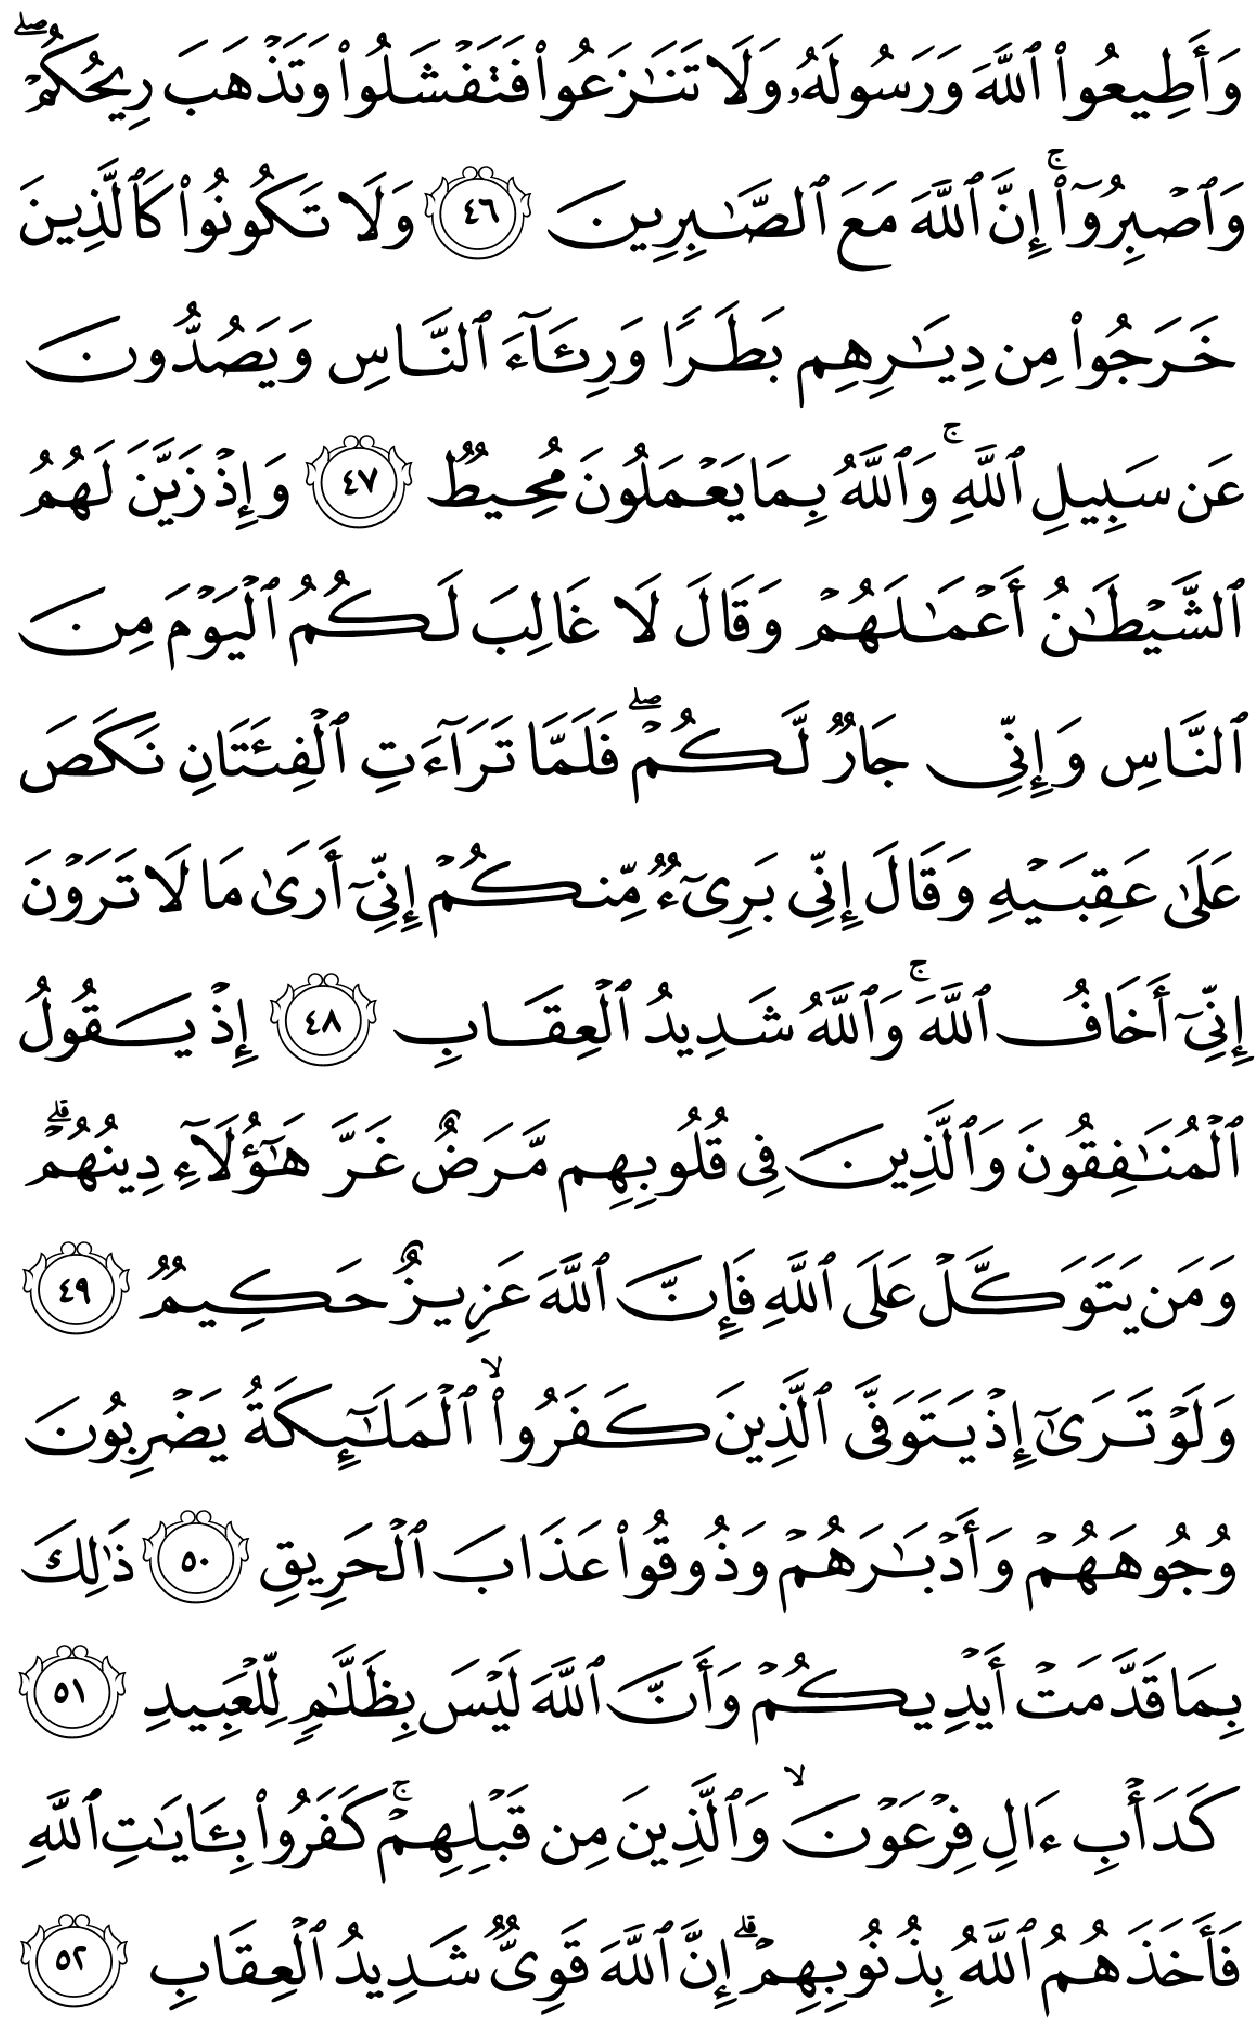 وَأَطِيعُوا۟ ٱللَّهَ وَرَسُولَهُۥ وَلَا تَنَٰزَعُوا۟ فَتَفْشَلُوا۟ وَتَذْهَبَ رِيحُكُمْ ۖ
وَٱصْبِرُوٓا۟ ۚ إِنَّ ٱللَّهَ مَعَ ٱلصَّٰبِرِينَ ٤٦ وَلَا تَكُونُوا۟ كَٱلَّذِينَ
خَرَجُوا۟ مِن دِيَٰرِهِم بَطَرًا وَرِئَآءَ ٱلنَّاسِ وَيَصُدُّونَ
عَن سَبِيلِ ٱللَّهِ ۚ وَٱللَّهُ بِمَا يَعْمَلُونَ مُحِيطٌ ٤٧ وَإِذْ زَيَّنَ لَهُمُ
ٱلشَّيْطَٰنُ أَعْمَٰلَهُمْ وَقَالَ لَا غَالِبَ لَكُمُ ٱلْيَوْمَ مِنَ
ٱلنَّاسِ وَإِنِّى جَارٌ لَّكُمْ ۖ فَلَمَّا تَرَآءَتِ ٱلْفِئَتَانِ نَكَصَ
عَلَىٰ عَقِبَيْهِ وَقَالَ إِنِّى بَرِىٓءٌ مِّنكُمْ إِنِّىٓ أَرَىٰ مَا لَا تَرَوْنَ
إِنِّىٓ أَخَافُ ٱللَّهَ ۚ وَٱللَّهُ شَدِيدُ ٱلْعِقَابِ ٤٨ إِذْ يَقُولُ
ٱلْمُنَٰفِقُونَ وَٱلَّذِينَ فِى قُلُوبِهِم مَّرَضٌ غَرَّ هَٰٓؤُلَآءِ دِينُهُمْ ۗ
وَمَن يَتَوَكَّلْ عَلَى ٱللَّهِ فَإِنَّ ٱللَّهَ عَزِيزٌ حَكِيمٌ ٤٩
وَلَوْ تَرَىٰٓ إِذْ يَتَوَفَّى ٱلَّذِينَ كَفَرُوا۟ ۙ ٱلْمَلَٰٓئِكَةُ يَضْرِبُونَ
وُجُوهَهُمْ وَأَدْبَٰرَهُمْ وَذُوقُوا۟ عَذَابَ ٱلْحَرِيقِ ٥٠ ذَٰلِكَ
بِمَا قَدَّمَتْ أَيْدِيكُمْ وَأَنَّ ٱللَّهَ لَيْسَ بِظَلَّٰمٍ لِّلْعَبِيدِ ٥١
كَدَأْبِ ءَالِ فِرْعَوْنَ ۙ وَٱلَّذِينَ مِن قَبْلِهِمْ ۚ كَفَرُوا۟ بِـَٔايَٰتِ ٱللَّهِ
فَأَخَذَهُمُ ٱللَّهُ بِذُنُوبِهِمْ ۗ إِنَّ ٱللَّهَ قَوِىٌّ شَدِيدُ ٱلْعِقَابِ ٥٢